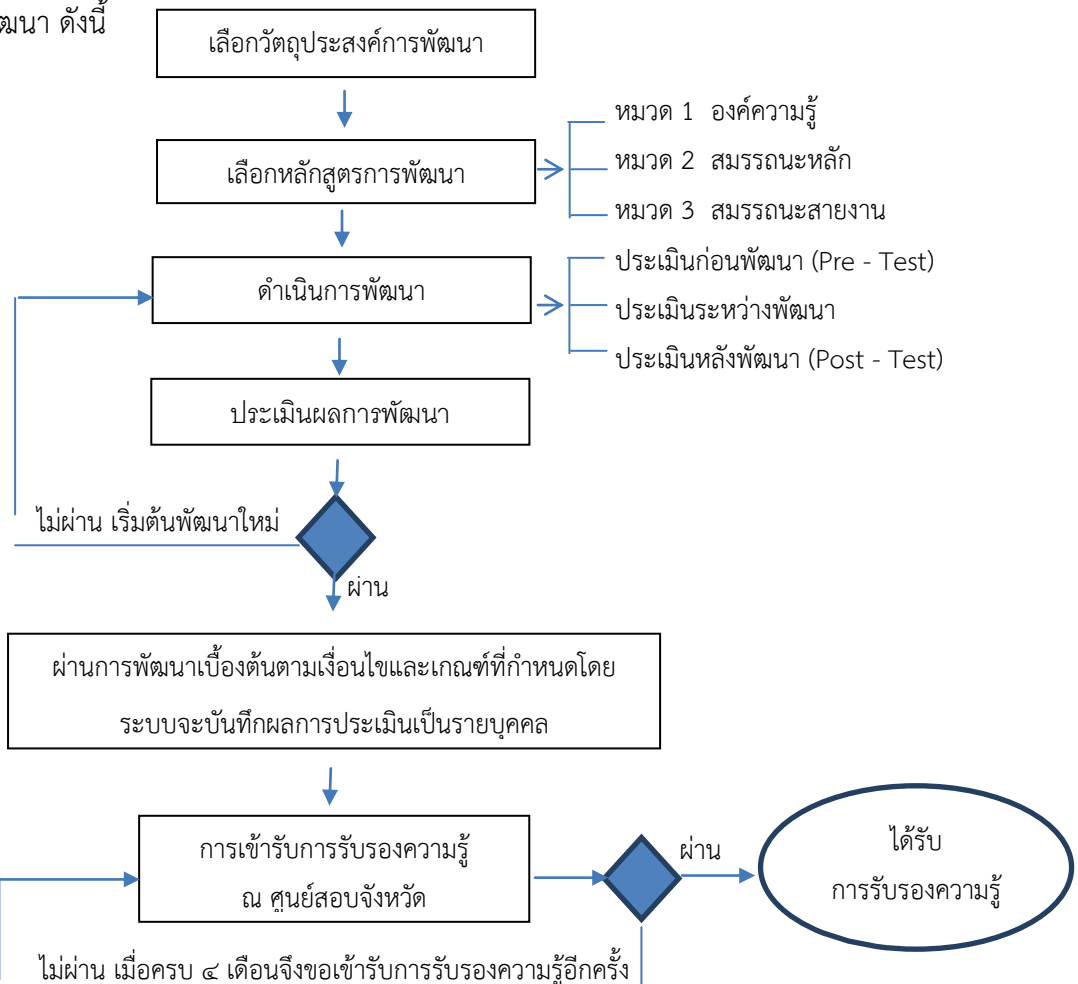 ฒนา ดังนี้
เลือกวัตถุประสงค์การพัฒนา
เลือกหลักสูตรการพัฒนา
หมวด 1 องค์ความรู้
หมวด 2 สมรรถนะหลัก
หมวด 3 สมรรถนะสายงาน
ดำเนินการพัฒนา
ประเมินก่อนพัฒนา (Pre - Test)
ประเมินระหว่างพัฒนา
ประเมินหลังพัฒนา (Post - Test)
ประเมินผลการพัฒนา
ไม่ผ่าน เริ่มต้นพัฒนาใหม่
ผ่าน
ผ่านการพัฒนาเบื้องต้นตามเงื่อนไขและเกณฑ์ที่กำหนดโดย
ระบบจะบันทึกผลการประเมินเป็นรายบุคคล
การเข้ารับการรับรองความรู้
ณ ศูนย์สอบจังหวัด
ผ่าน
ได้รับ
การรับรองความรู้
ไม่ผ่าน เมื่อครบ ๔ เดือนจึงขอเข้ารับการรับรองความรู้อีกครั้ง